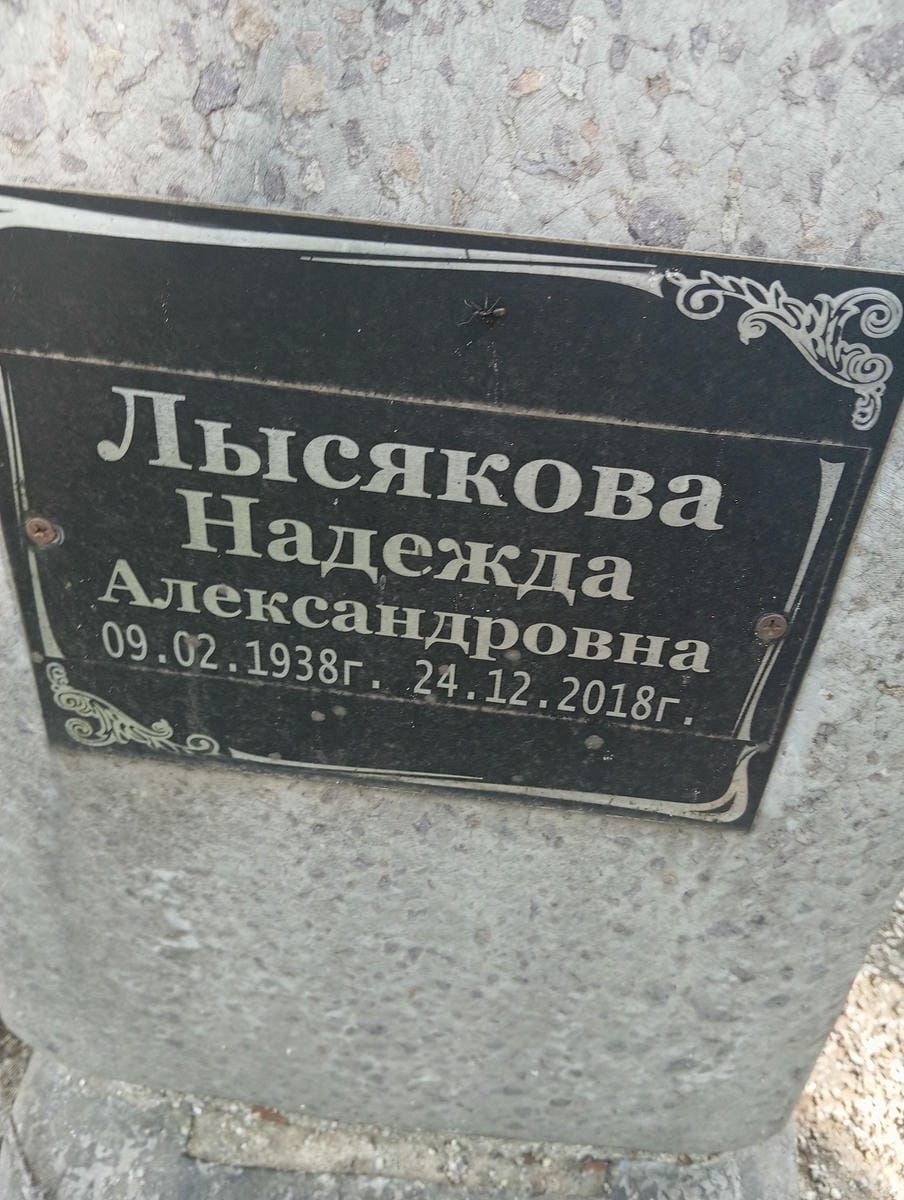 Лысякова
Надежда
Александровна
09.02.1938г. 24.12.2018г.